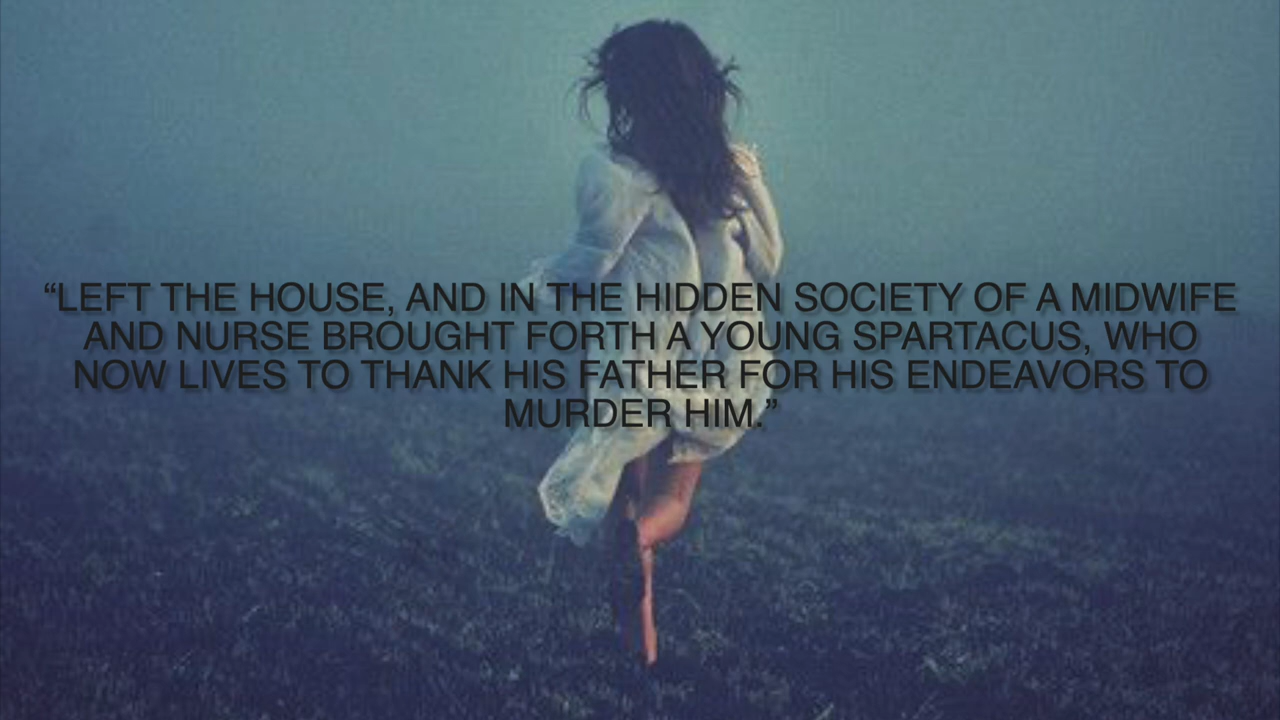 “LEFT THE HOUSE, AND IN THE HIDDEN SOCIETY OF A MIDWIFE
AND NURSE BROUGHT FORTH A YOUNG SPARTACUS, WHO
NOW LIVES TO THANK HIS FATHER FOR HIS ENDEAVORS TO
MURDER HIM.”